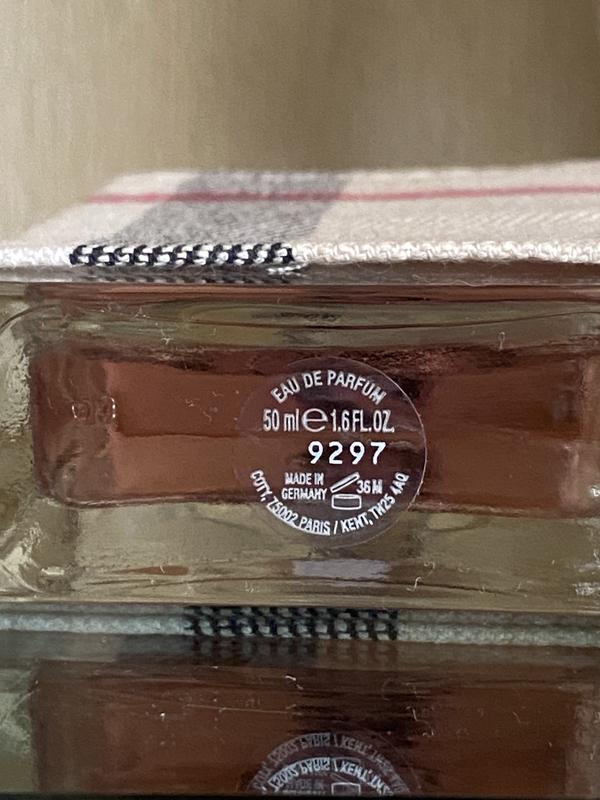 EAU DE PARFUM
50 ml e 1.6 FL.OZ.
9297
MADE IN
GERMANY
36 M
COTY, 75002 PARIS / KENT, TN25 4AQ